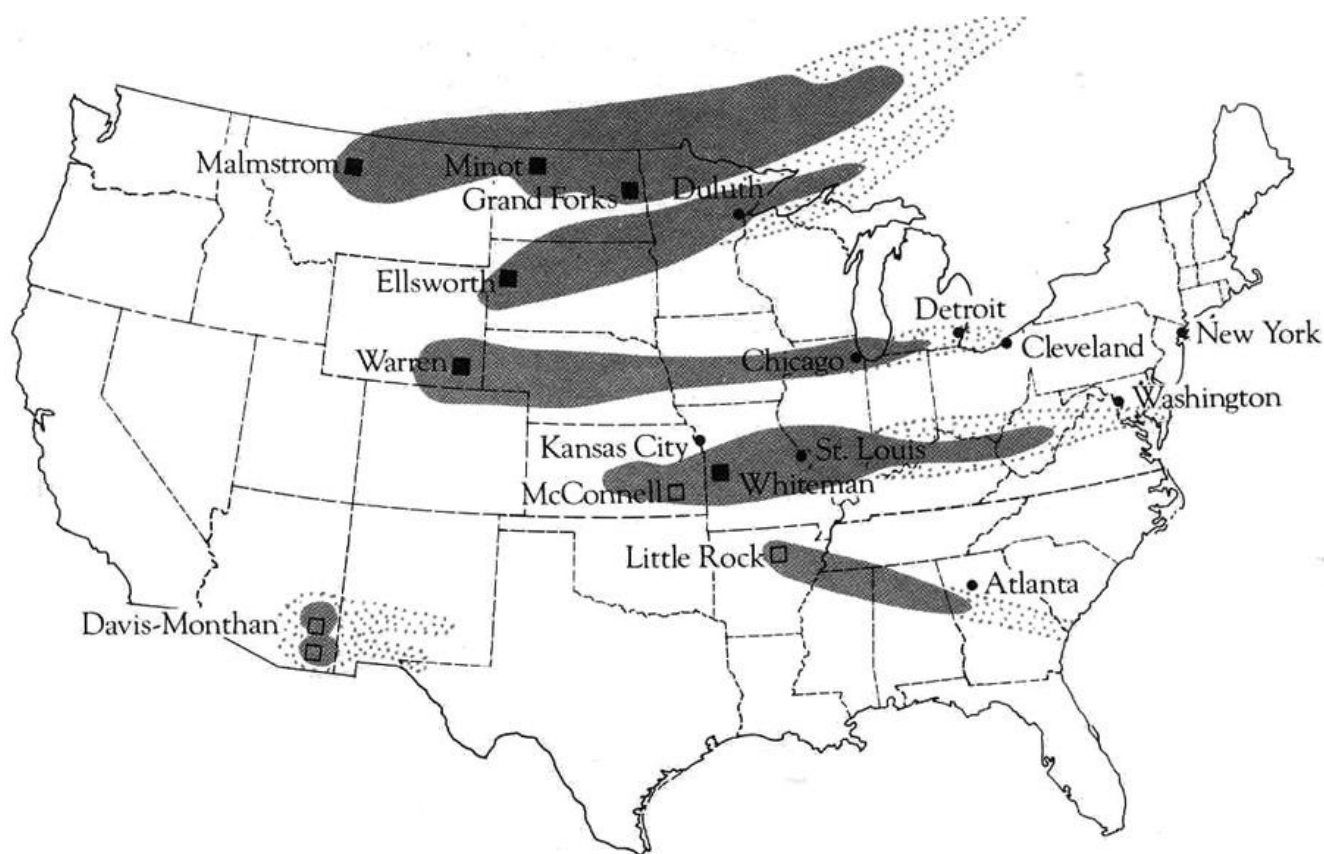 Malmstrom
Minot
Grand Forks
Duluth
Ellsworth
Detroit
Warren
Chicago
Cleveland
New York
Washington
Kansas City
St. Louis
McConnell
Whiteman
Little Rock
Atlanta
Davis-Monthan